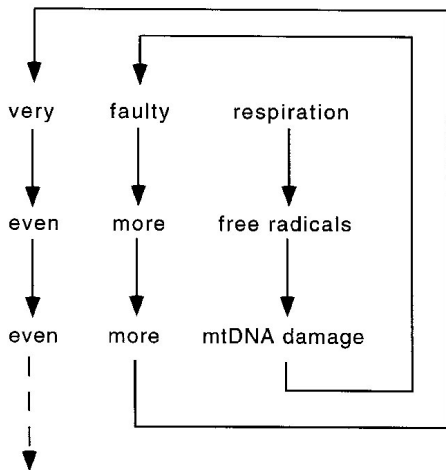 very faulty respiration
even more free radicals
even more mtDNA damage